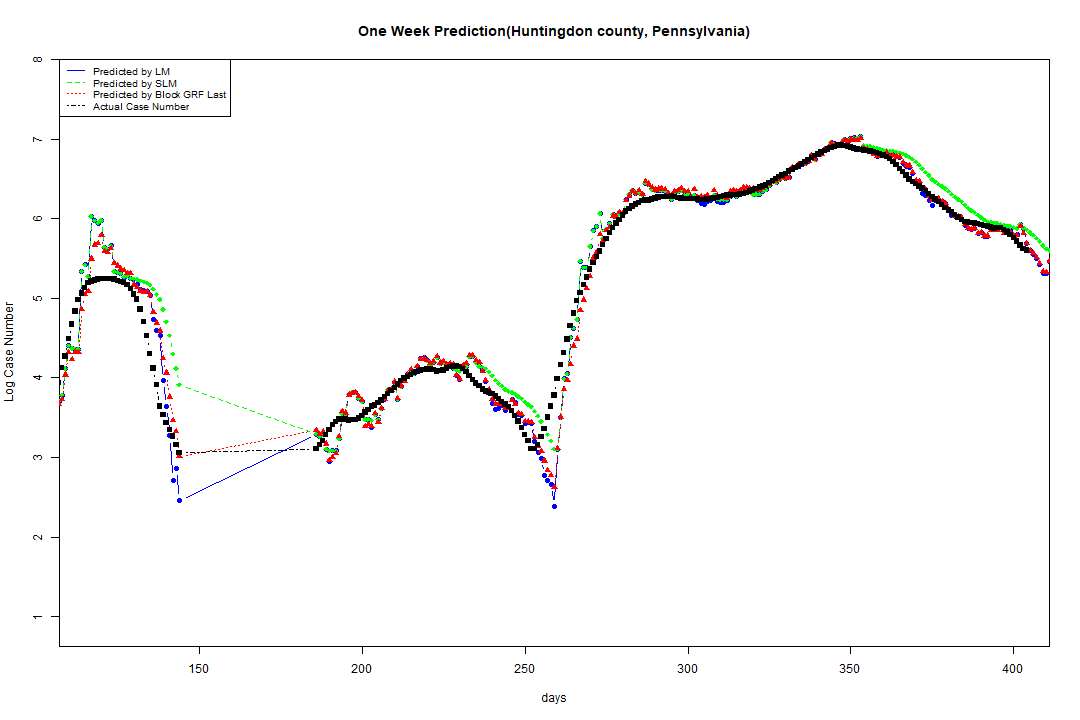 One Week Prediction(Huntingdon county, Pennsylvania)
Predicted by LM
Predicted by SLM
Predicted by Block GRF Last
Actual Case Number
Log Case Number
8
7
6
5
4
3
2
1
150 200 250 300 350 400
days